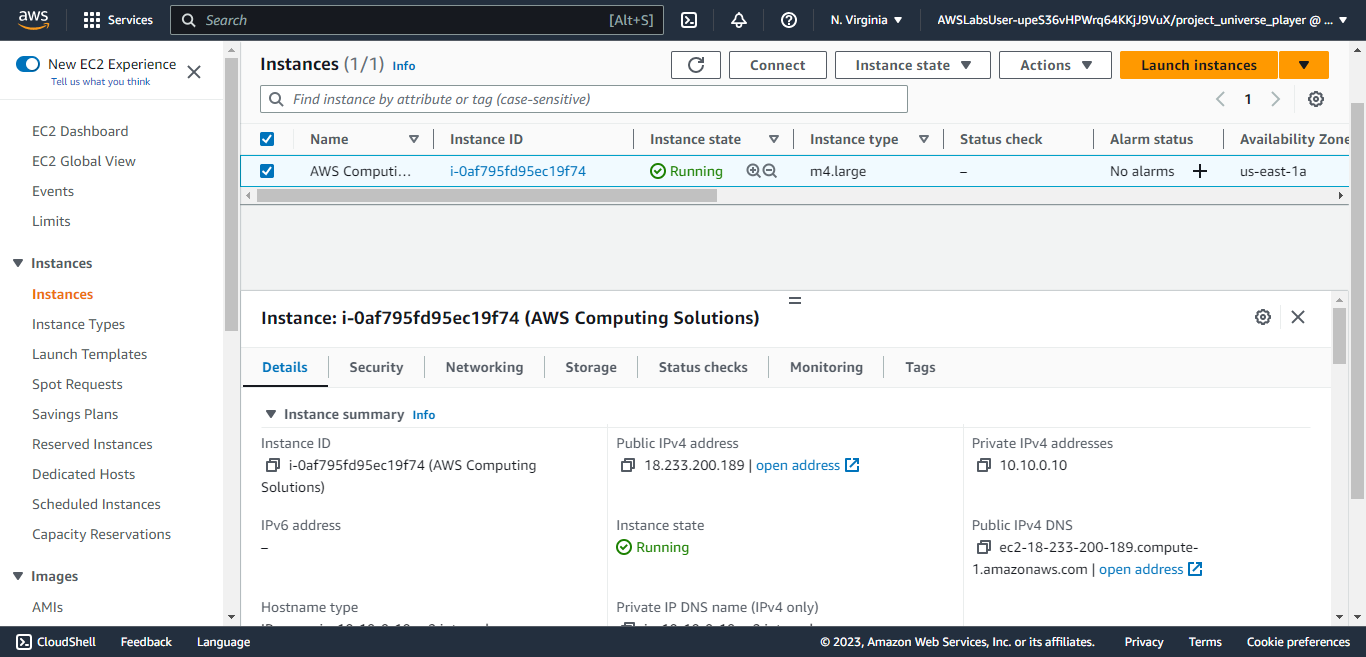 aws
Services
Search
[Alt+S]
N. Virginia
AWSLabsUser-upeS36vHPWrq64KKjJ9VuX/project_universe_player @ ...
New EC2 Experience
Tell us what you think
EC2 Dashboard
EC2 Global View
Events
Limits
Instances
Instances
Instance Types
Launch Templates
Spot Requests
Savings Plans
Reserved Instances
Dedicated Hosts
Scheduled Instances
Capacity Reservations
Images
AMIs
Instances (1/1) Info
Connect
Instance state
Actions
Launch instances
Find instance by attribute or tag (case-sensitive)
1
Name Instance ID Instance state Instance type Status check Alarm status Availability Zone
AWS Computi... i-0af795fd95ec19f74 Running m4.large – No alarms + us-east-1a
Instance: i-0af795fd95ec19f74 (AWS Computing Solutions)
Details Security Networking Storage Status checks Monitoring Tags
Instance summary Info
Instance ID
i-0af795fd95ec19f74 (AWS Computing
Solutions)
Public IPv4 address
18.233.200.189 | open address
Private IPv4 addresses
10.10.0.10
IPv6 address
–
Instance state
Running
Public IPv4 DNS
ec2-18-233-200-189.compute-
1.amazonaws.com | open address
Hostname type
Private IP DNS name (IPv4 only)
CloudShell Feedback Language
© 2023, Amazon Web Services, Inc. or its affiliates. Privacy Terms Cookie preferences